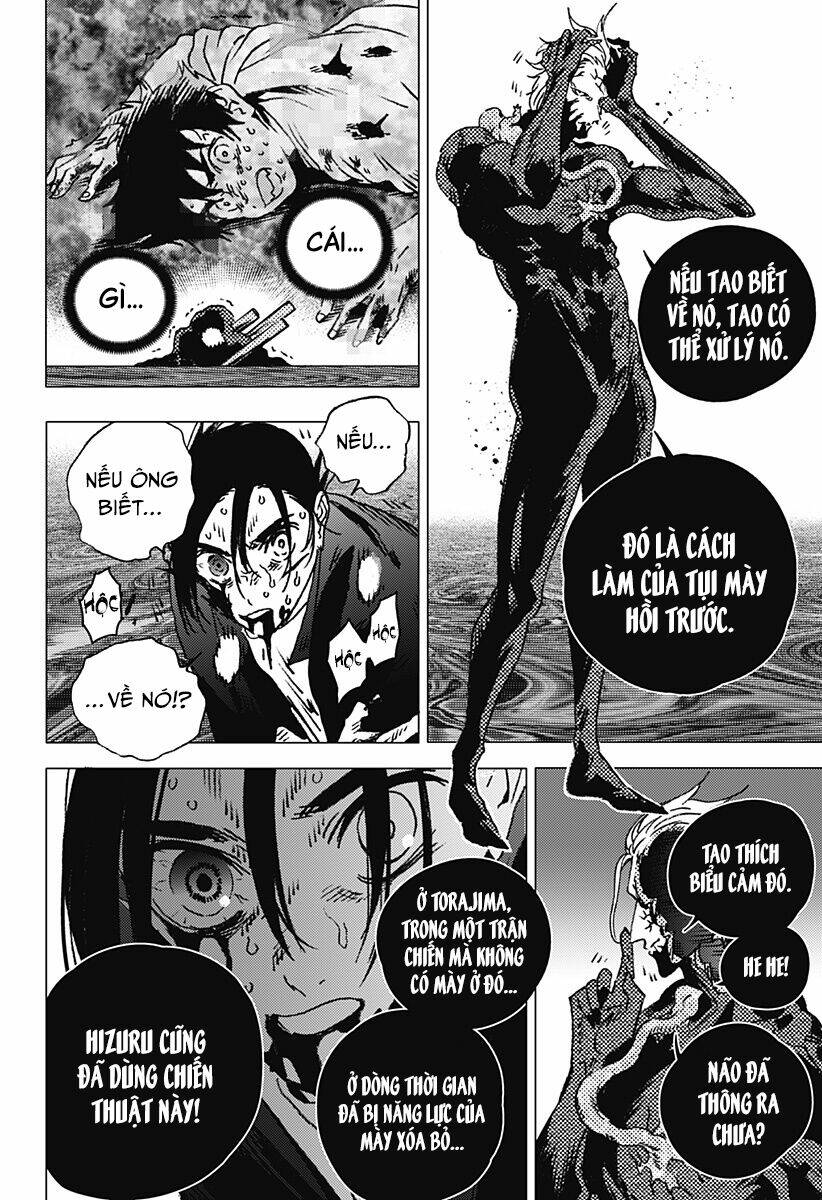 NẾU TAO BIẾT
VỀ NÓ, TAO CÓ
THỂ XỬ LÝ NÓ.
ĐÓ LÀ CÁCH
LÀM CỦA TỤI MÀY
HỒI TRƯỚC.
CÁI...
GÌ...
NẾU...
NẾU ÔNG
BIẾT...
HỘC
HỘC
HỘC
...VỀ NÓ!?
TAO THÍCH
BIỂU CẢM ĐÓ.
HE HE!
NÃO ĐÃ
THÔNG RA
CHƯA?
Ở TORAJIMA,
TRONG MỘT TRẬN
CHIẾN MÀ KHÔNG
CÓ MÀY Ở ĐÓ...
Ở DÒNG THỜI GIAN
ĐÃ BỊ NĂNG LỰC CỦA
MÀY XÓA BỎ...
HIZURU CŨNG
ĐÃ DÙNG CHIẾN
THUẬT NÀY!